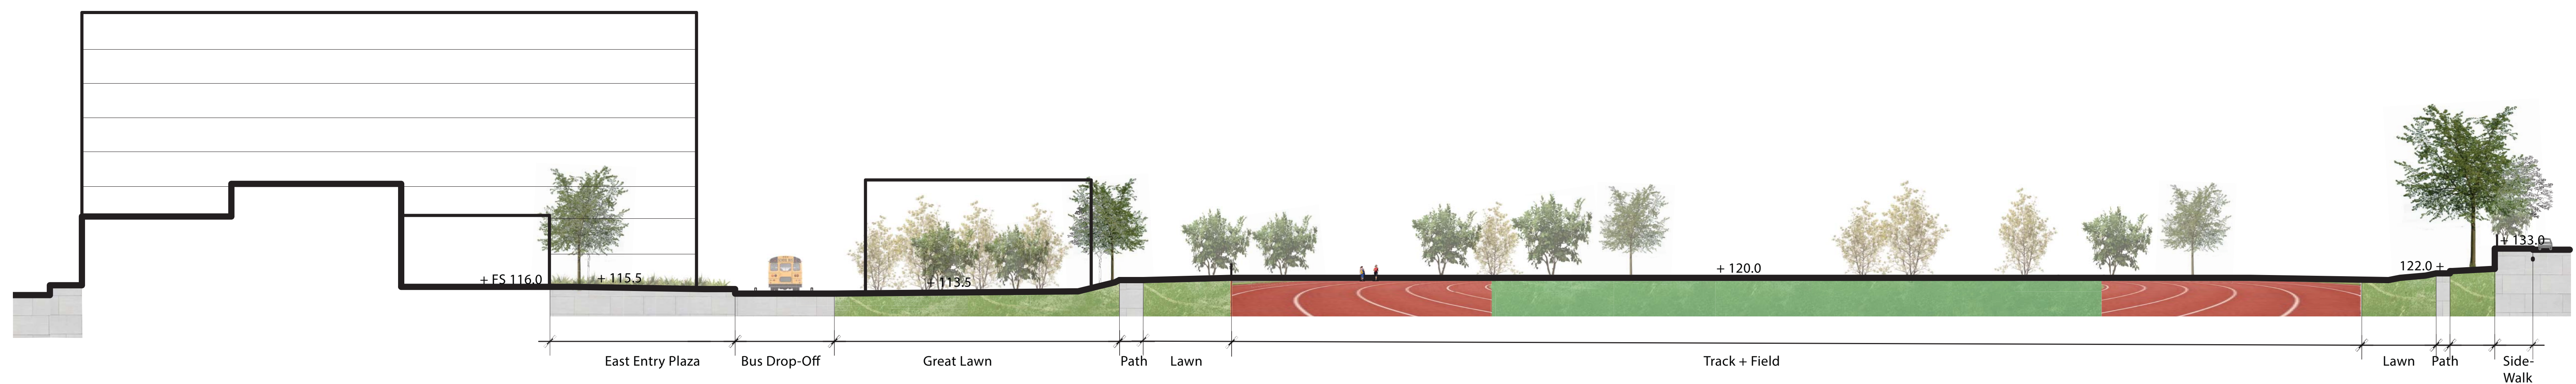 + 133.0
122.0 +
+ 120.0
+ FS 116.0
+ 115.5
+ 113.5
East Entry Plaza
Bus Drop-Off
Great Lawn
Path
Lawn
Track + Field
Lawn
Path
Side-
Walk